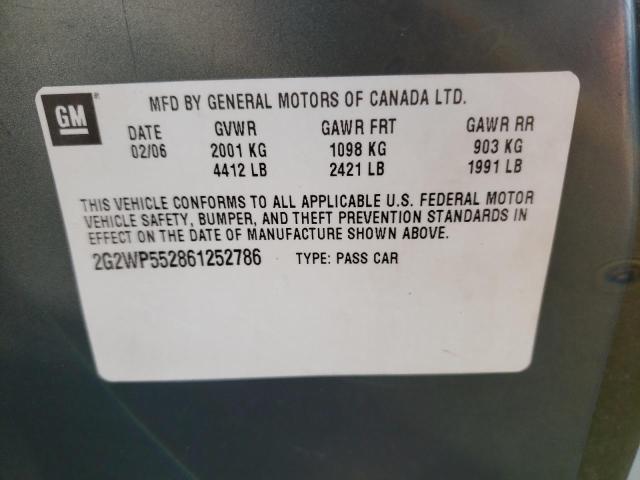 GM MFD BY GENERAL MOTORS OF CANADA LTD.
DATE GVWR GAWR FRT GAWR RR
02/06 2001 KG 1098 KG 903 KG
4412 LB 2421 LB 1991 LB
THIS VEHICLE CONFORMS TO ALL APPLICABLE U.S. FEDERAL MOTOR
VEHICLE SAFETY, BUMPER, AND THEFT PREVENTION STANDARDS IN
EFFECT ON THE DATE OF MANUFACTURE SHOWN ABOVE.
2G2WP552861252786 TYPE: PASS CAR